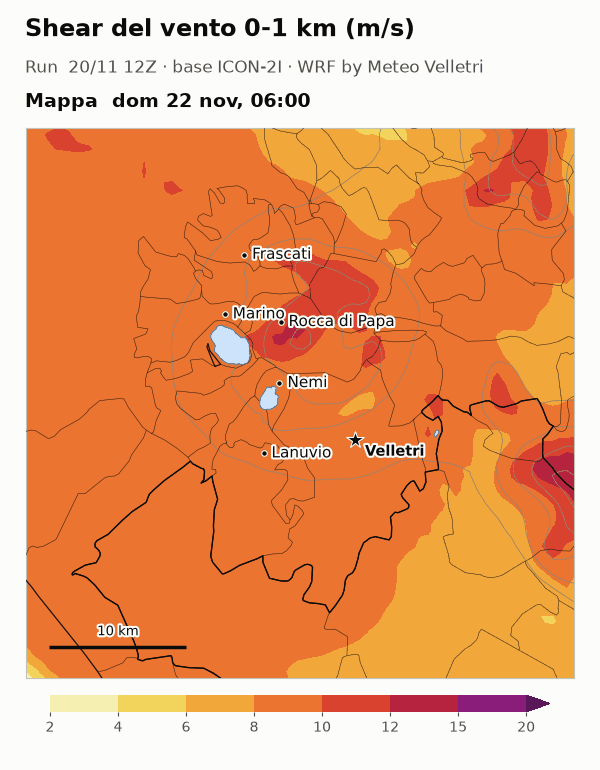 Shear del vento 0-1 km (m/s)
Run  20/11 12Z · base ICON-2I · WRF by Meteo Velletri
Mappa  dom 22 nov, 06:00
Frascati
Marino
Rocca di Papa
Nemi
Velletri
Lanuvio
10 km
2 4 6 8 10 12 15 20